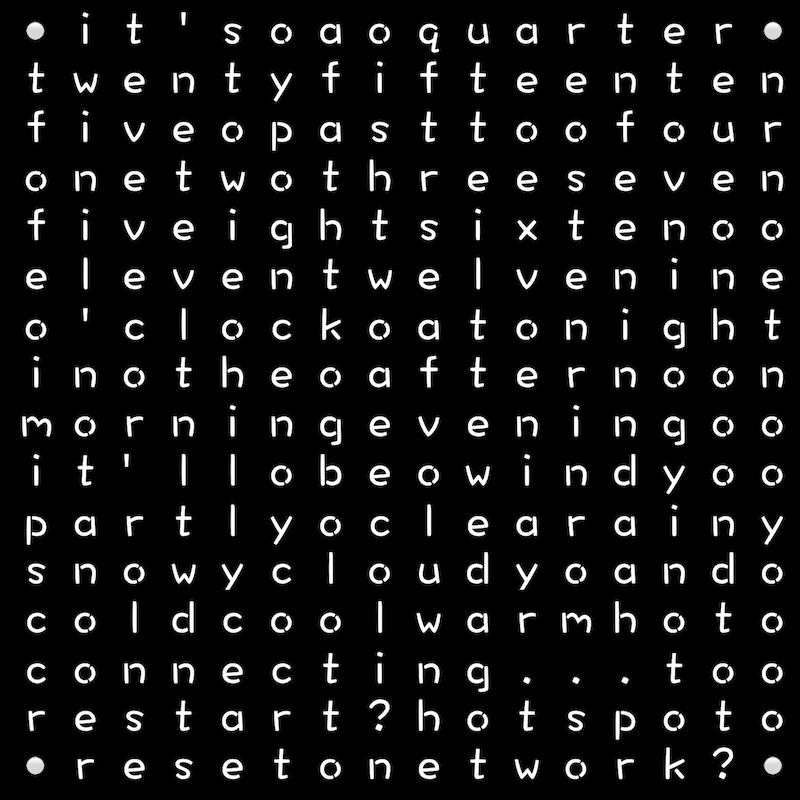 it'soaoquarter
twentyfifteenten
fiveopasttoofour
onetwothreeseven
fiveightsixtenoo
eleventwelvenine
o'clockoatonight
inotheoafternoon
morningeveningoo
it'llobeowindyoo
partlyoclearainy
snowycloudyoando
coldcoolwarmhoto
connecting...too
restart?hotspoto
resetonetwork?